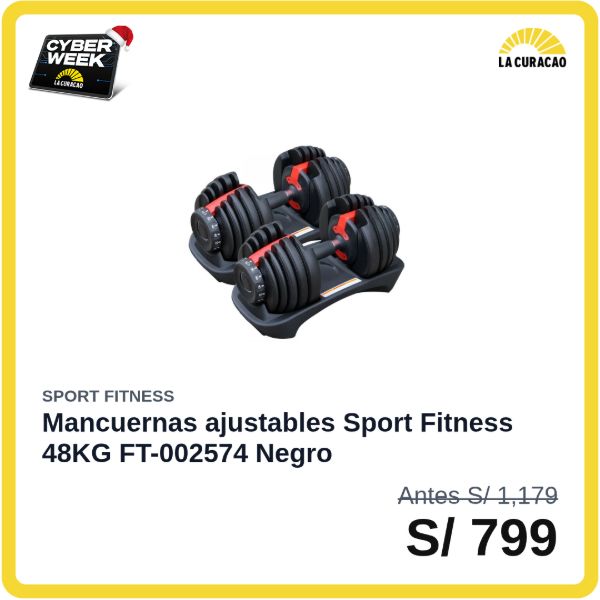 CYBER
WEEK
LA CURACAO
LA CURACAO
SPORT FITNESS
Mancuernas ajustables Sport Fitness
48KG FT-002574 Negro
Antes S/ 1,179
S/ 799